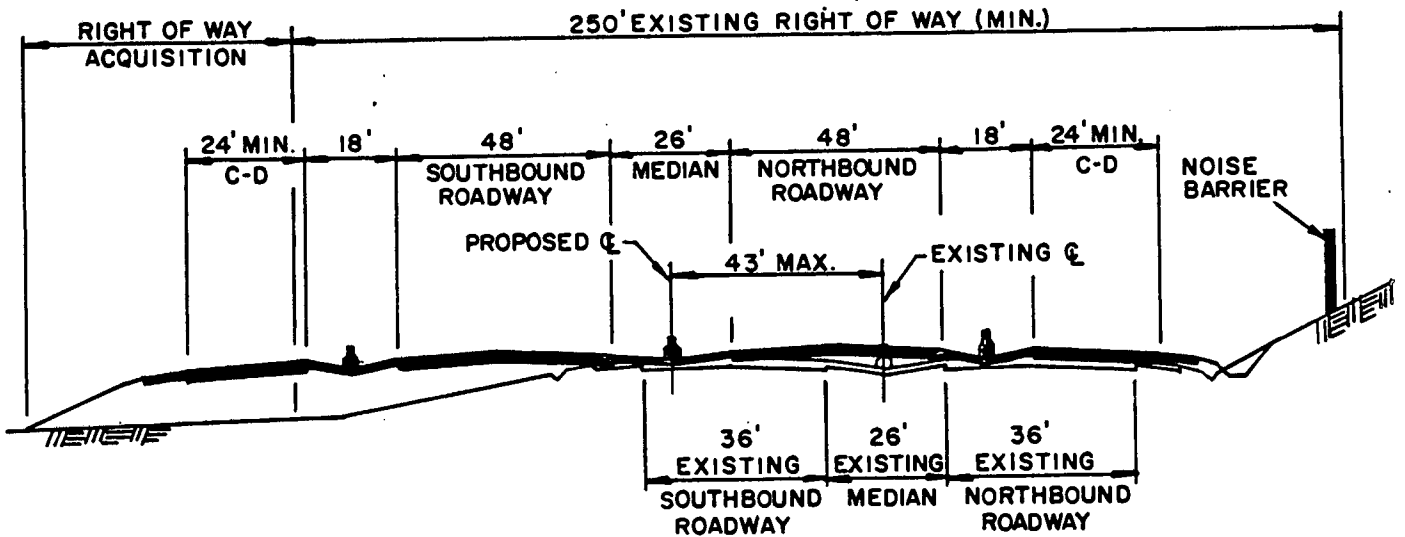 RIGHT OF WAY
ACQUISITION
250' EXISTING RIGHT OF WAY (MIN.)
24' MIN.
C-D
18'
48'
SOUTHBOUND
ROADWAY
26'
MEDIAN
48'
NORTHBOUND
ROADWAY
18'
24' MIN.
C-D
NOISE
BARRIER
PROPOSED ℄
43' MAX.
EXISTING ℄
36'
EXISTING
SOUTHBOUND
ROADWAY
26'
EXISTING
MEDIAN
36'
EXISTING
NORTHBOUND
ROADWAY